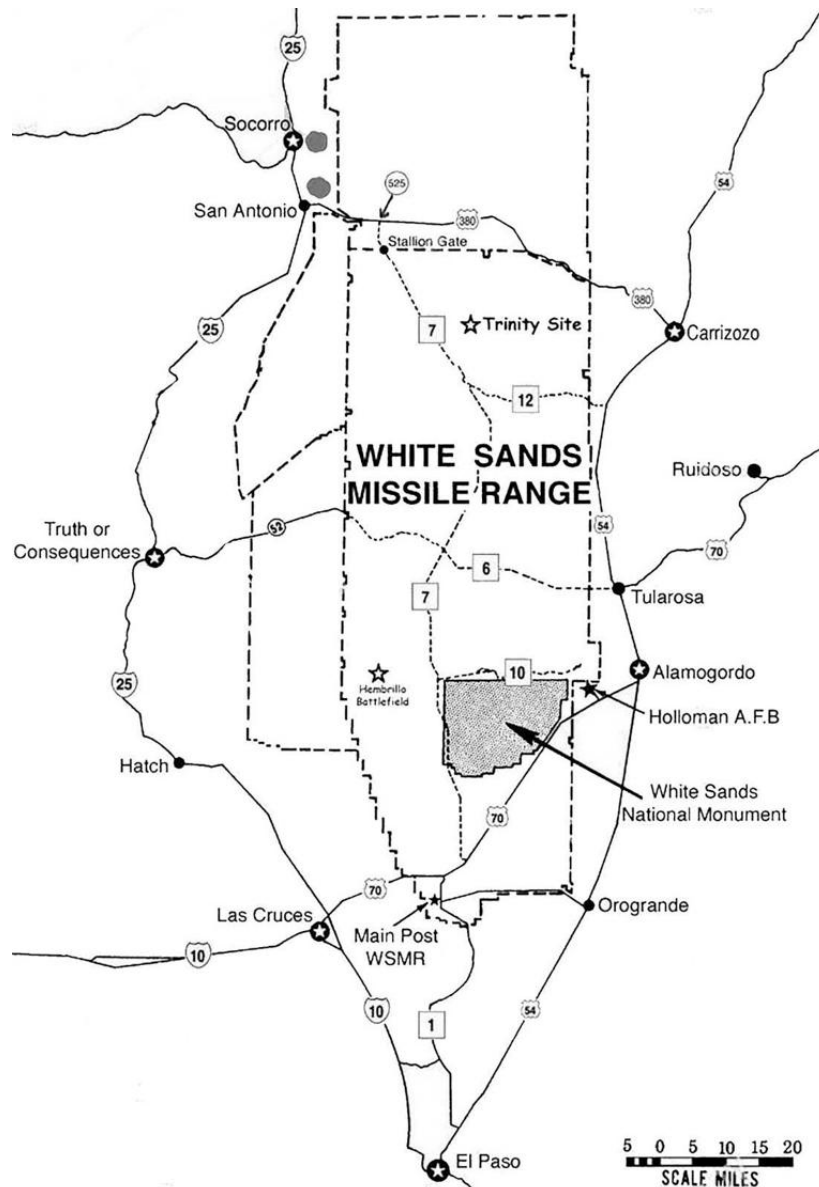 25
Socorro
525
54
San Antonio
380
Stallion Gate
25
7
Trinity Site
380
Carrizozo
12
WHITE SANDS
MISSILE RANGE
Ruidoso
54
Truth or
Consequences
52
70
6
7
Tularosa
25
Hembrillo
Battlefield
10
Alamogordo
Holloman A.F.B
Hatch
White Sands
National Monument
70
70
Las Cruces
Main Post
WSMR
Orogrande
10
10
1
54
El Paso
5 0 5 10 15 20
SCALE MILES